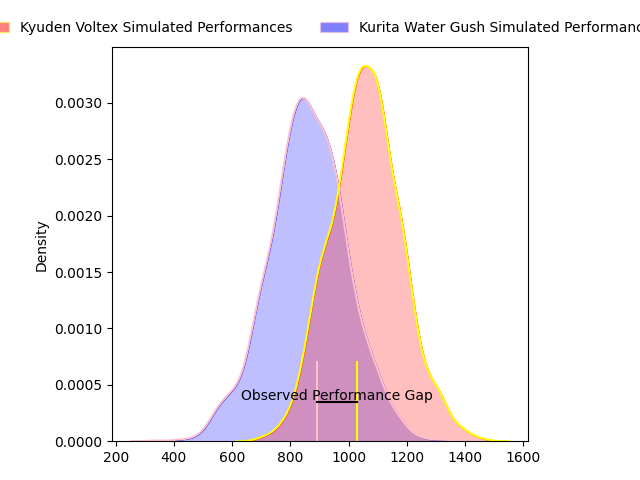 Kyuden Voltex Simulated Performances Kurita Water Gush Simulated
0.0030
0.0025
0.0020
0.0015
0.0010
0.0005
0.0000
Density
Observed Performance Gap
200 400 600 800 1000 1200 1400 1600